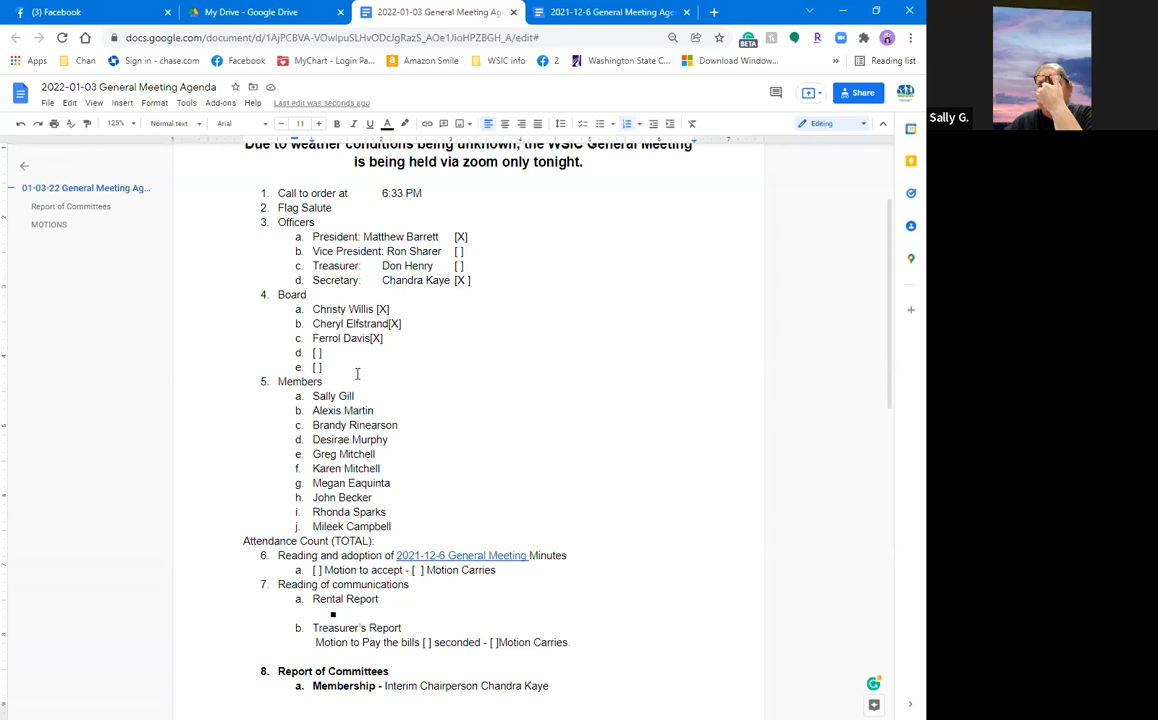 (3) Facebook
My Drive - Google Drive
2022-01-03 General Meeting Ag
2021-12-6 General Meeting Age
docs.google.com/document/d/1AjPCBVA-VOwIpuSLHvODcJgRazS_AOe1JioHPZBGH_A/edit#
BETA
Apps
Chan
Sign in - chase.com
Facebook
MyChart - Login Pa...
Amazon Smile
WSIC info
2
Washington State C...
Download Window...
»
Reading list
2022-01-03 General Meeting Agenda
File Edit View Insert Format Tools Add-ons Help Last edit was seconds ago
Share
125% Normal text Arial 11 B I U A Editing
01-03-22 General Meeting Ag...
Report of Committees
MOTIONS
Due to weather conditions being unknown, the WSIC General Meeting
is being held via zoom only tonight.
1. Call to order at 6:33 PM
2. Flag Salute
3. Officers
a. President: Matthew Barrett [X]
b. Vice President: Ron Sharer [ ]
c. Treasurer: Don Henry [ ]
d. Secretary: Chandra Kaye [X ]
4. Board
a. Christy Willis [X]
b. Cheryl Elfstrand[X]
c. Ferrol Davis[X]
d. [ ]
e. [ ]
5. Members
a. Sally Gill
b. Alexis Martin
c. Brandy Rinearson
d. Desirae Murphy
e. Greg Mitchell
f. Karen Mitchell
g. Megan Eaquinta
h. John Becker
i. Rhonda Sparks
j. Mileek Campbell
Attendance Count (TOTAL):
6. Reading and adoption of 2021-12-6 General Meeting Minutes
a. [ ] Motion to accept - [ ] Motion Carries
7. Reading of communications
a. Rental Report
■
b. Treasurer's Report
Motion to Pay the bills [ ] seconded - [ ]Motion Carries.
8. Report of Committees
a. Membership - Interim Chairperson Chandra Kaye
Sally G.